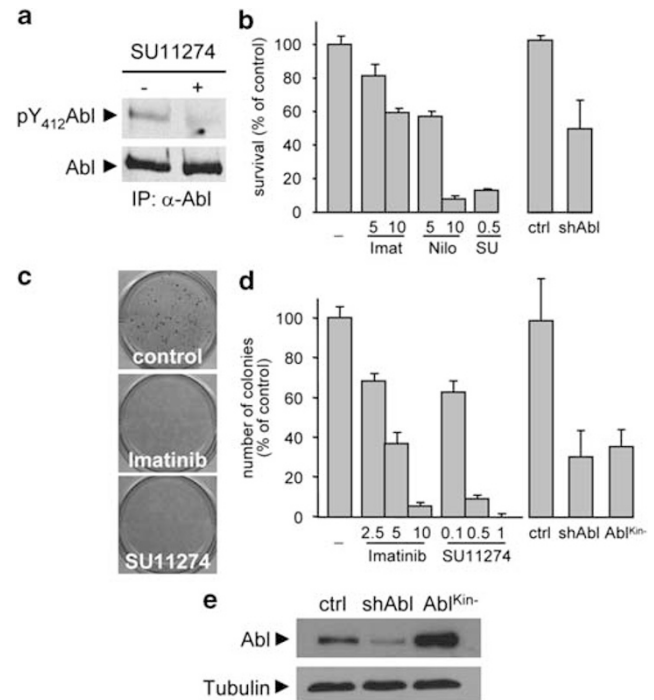 a
SU11274
- +
pY412Abl ►
Abl ►
IP: α-Abl
b
survival (% of control)
100
80
60
40
20
0
– 5 10 5 10 0.5 ctrl shAbl
Imat Nilo SU
c
control
Imatinib
SU11274
d
number of colonies
(% of control)
100
80
60
40
20
0
– 2.5 5 10 0.1 0.5 1 ctrl shAbl AblKin-
Imatinib SU11274
e
ctrl shAbl AblKin-
Abl ►
Tubulin ►